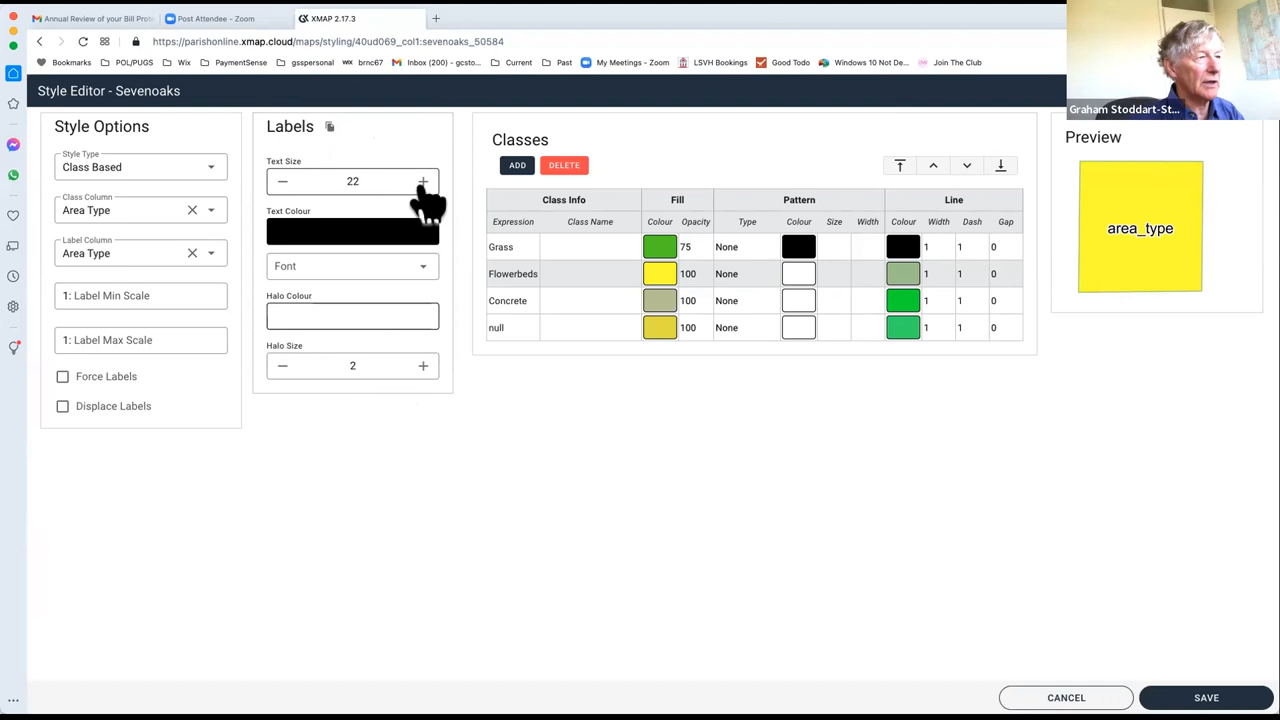 Annual Review of your Bill Prote
Post Attendee - Zoom
XMAP 2.17.3
https://parishonline.xmap.cloud/maps/styling/40ud069_col1:sevenoaks_50584
Bookmarks
POL/PUGS
Wix
PaymentSense
gsspersonal
WIX brnc67
Inbox (200) - gcsto...
Current
Past
My Meetings - Zoom
LSVH Bookings
Good Todo
Windows 10 Not De...
Join The Club
Graham Stoddart-St...
Style Editor - Sevenoaks
Style Options
Style Type
Class Based
Class Column
Area Type
Label Column
Area Type
1: Label Min Scale
1: Label Max Scale
Force Labels
Displace Labels
Labels
Text Size
22
Text Colour
Font
Halo Colour
Halo Size
2
Classes
ADD DELETE
Class Info Fill Pattern Line
Expression Class Name Colour Opacity Type Colour Size Width Colour Width Dash Gap
Grass 75 None 1 1 0
Flowerbeds 100 None 1 1 0
Concrete 100 None 1 1 0
null 100 None 1 1 0
Preview
area_type
CANCEL SAVE